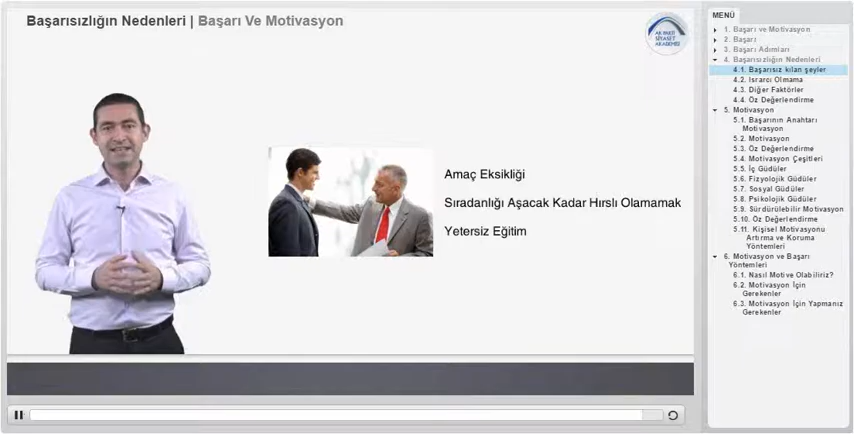 Başarısızlığın Nedenleri | Başarı Ve Motivasyon
AK PARTİ
SİYASET
AKADEMİSİ
Amaç Eksikliği
Sıradanlığı Aşacak Kadar Hırslı Olamamak
Yetersiz Eğitim
MENÜ
1. Başarı ve Motivasyon
2. Başarı
3. Başarı Adımları
4. Başarısızlığın Nedenleri
4.1. Başarısız kılan şeyler
4.2. Israrcı Olmama
4.3. Diğer Faktörler
4.4. Öz Değerlendirme
5. Motivasyon
5.1. Başarının Anahtarı
Motivasyon
5.2. Motivasyon
5.3. Öz Değerlendirme
5.4. Motivasyon Çeşitleri
5.5. İç Güdüler
5.6. Fizyolojik Güdüler
5.7. Sosyal Güdüler
5.8. Psikolojik Güdüler
5.9. Sürdürülebilir Motivasyon
5.10. Öz Değerlendirme
5.11. Kişisel Motivasyonu
Artırma ve Koruma
Yöntemleri
6. Motivasyon ve Başarı
Yöntemleri
6.1. Nasıl Motive Olabiliriz?
6.2. Motivasyon İçin
Gerekenler
6.3. Motivasyon İçin Yapmanız
Gerekenler